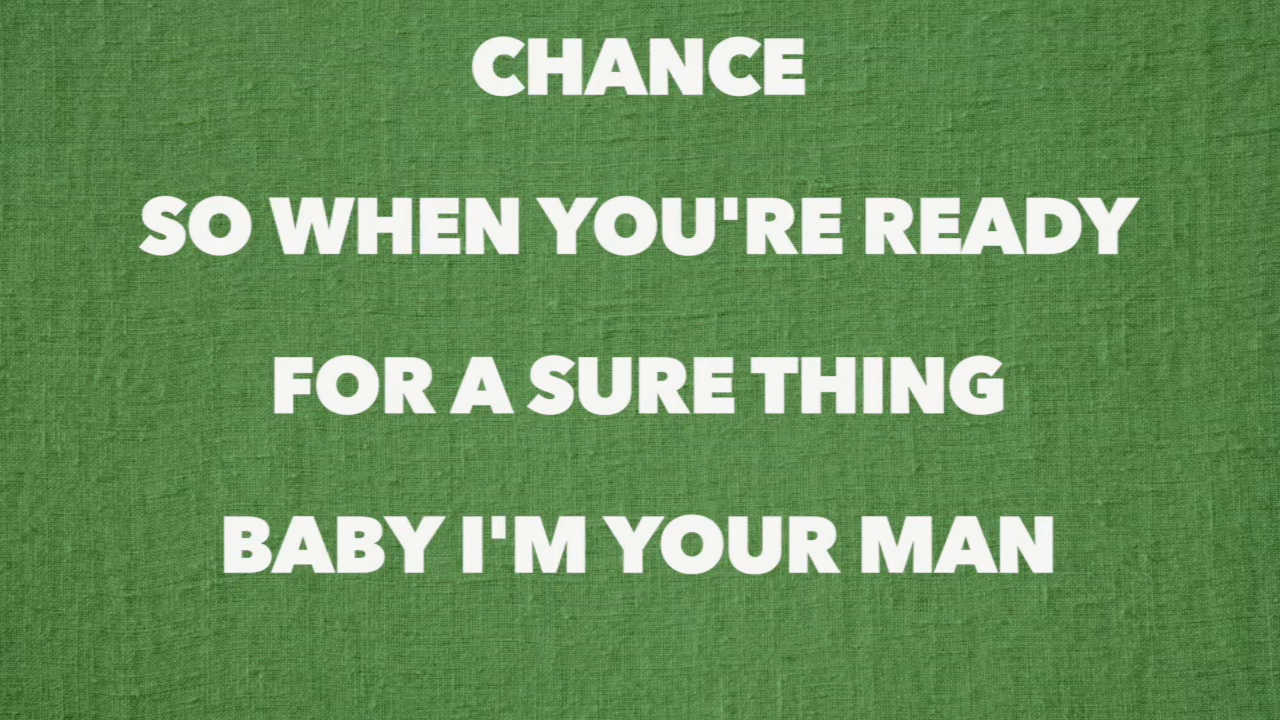 CHANCE
SO WHEN YOU'RE READY
FOR A SURE THING
BABY I'M YOUR MAN